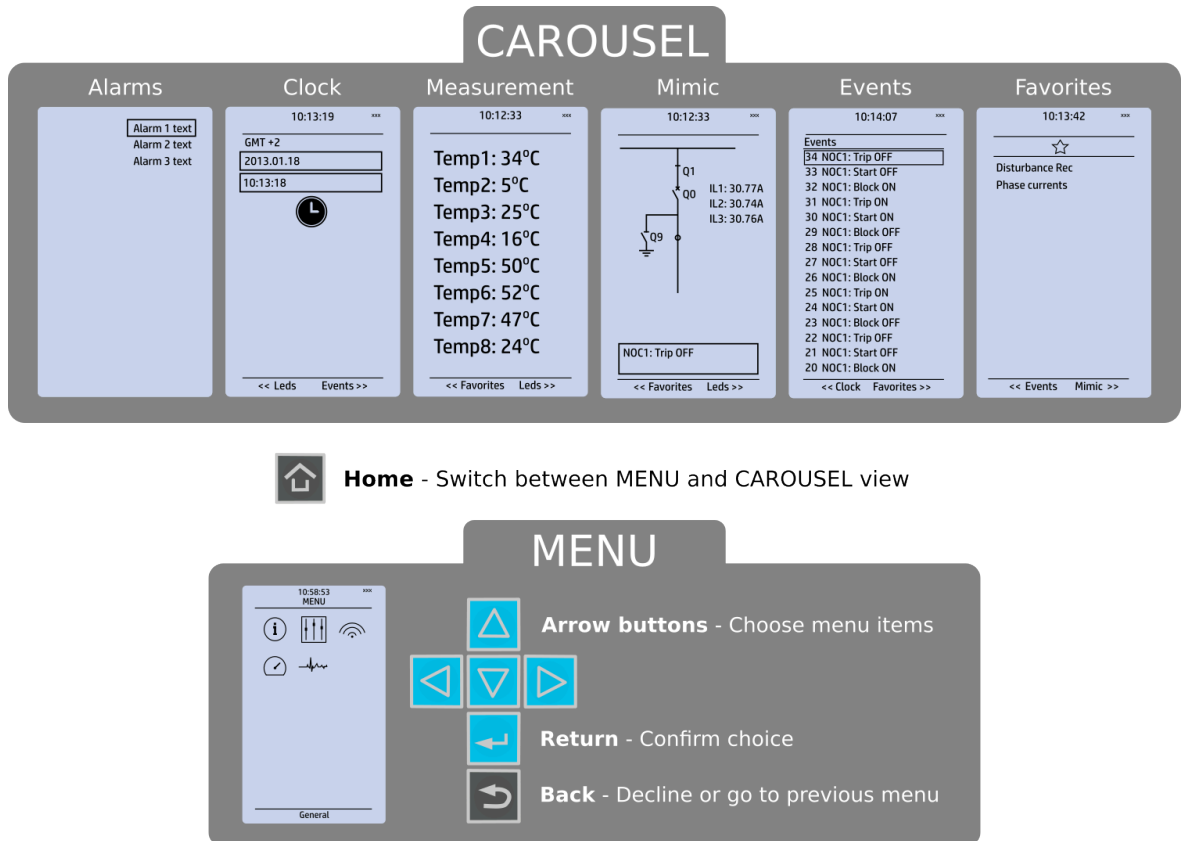 CAROUSEL
Alarms
Alarm 1 text
Alarm 2 text
Alarm 3 text
Clock
10:13:19 xxx
GMT +2
2013.01.18
10:13:18
<< Leds Events >>
Measurement
10:12:33 xxx
Temp1: 34°C
Temp2: 5°C
Temp3: 25°C
Temp4: 16°C
Temp5: 50°C
Temp6: 52°C
Temp7: 47°C
Temp8: 24°C
<< Favorites Leds >>
Mimic
10:12:33 xxx
Q1
Q0
IL1: 30.77A
IL2: 30.74A
IL3: 30.76A
Q9
NOC1: Trip OFF
<< Favorites Leds >>
Events
10:14:07 xxx
Events
34 NOC1: Trip OFF
33 NOC1: Start OFF
32 NOC1: Block ON
31 NOC1: Trip ON
30 NOC1: Start ON
29 NOC1: Block OFF
28 NOC1: Trip OFF
27 NOC1: Start OFF
26 NOC1: Block ON
25 NOC1: Trip ON
24 NOC1: Start ON
23 NOC1: Block OFF
22 NOC1: Trip OFF
21 NOC1: Start OFF
20 NOC1: Block ON
<< Clock Favorites >>
Favorites
10:13:42 xxx
Disturbance Rec
Phase currents
<< Events Mimic >>
Home - Switch between MENU and CAROUSEL view
MENU
10:58:53 xxx
MENU
i
General
Arrow buttons - Choose menu items
Return - Confirm choice
Back - Decline or go to previous menu